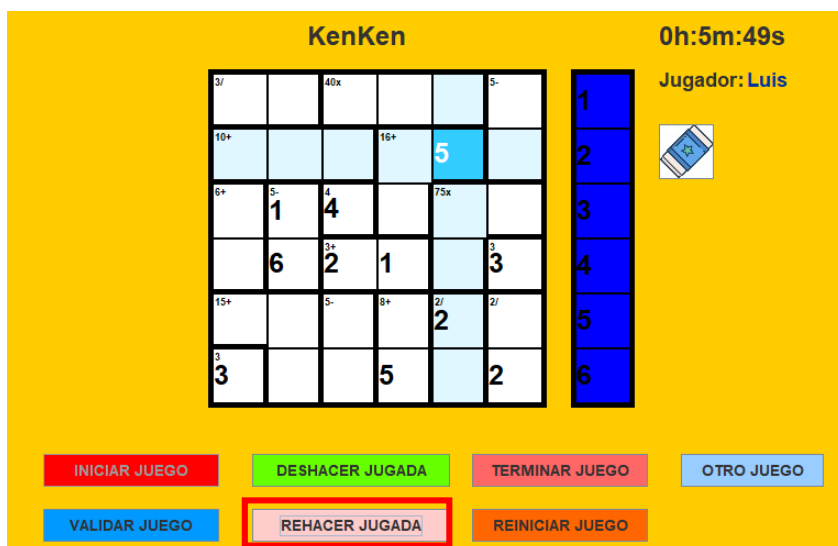 KenKen
0h:5m:49s
Jugador: Luis
3/ 40x 5-
1
10+ 16+ 5
2
6+ 5- 1 4 4 75x
3
6 3+ 2 1 3 3
4
15+ 5- 8+ 2/ 2 2/
5
3 3 5 2
6
INICIAR JUEGO
DESHACER JUGADA
TERMINAR JUEGO
OTRO JUEGO
VALIDAR JUEGO
REHACER JUGADA
REINICIAR JUEGO